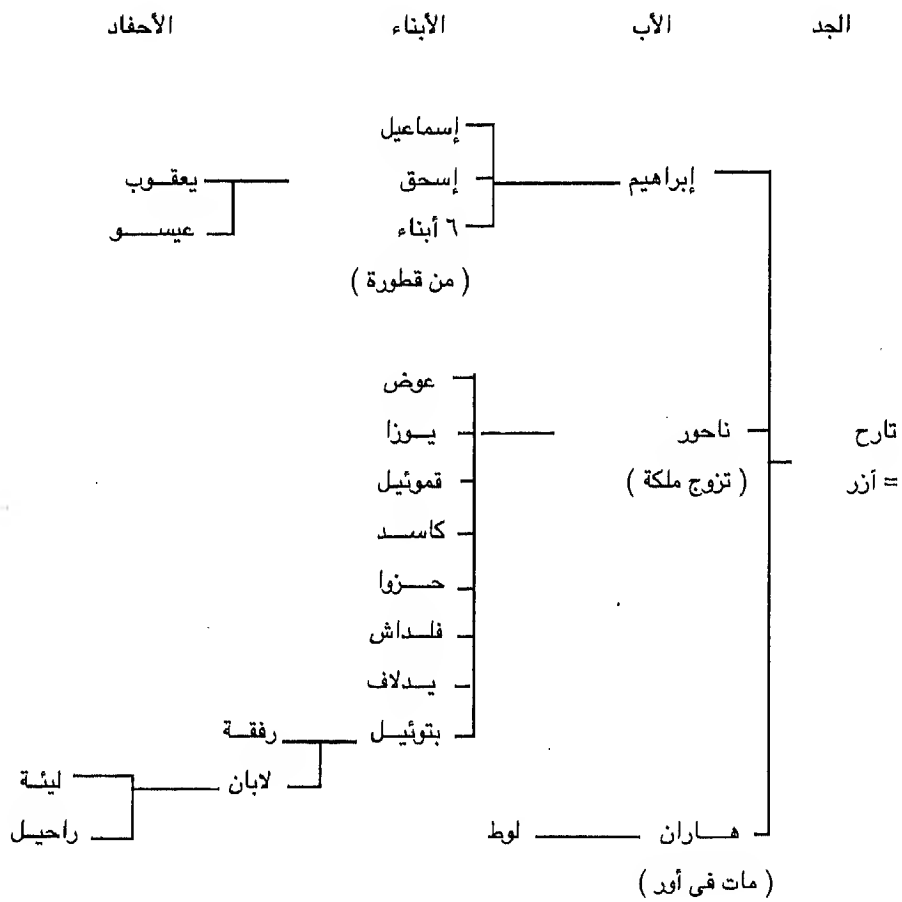 الجد الأب الأبناء الأحفاد
إسماعيل
إبراهيم إسحق يعقوب
٦ أبناء عيسو
( من قطورة )
عوض
تارح ناحور يوزا
= آزر ( تزوج ملكة ) قموئيل
كاسد
حزوا
فلداش
يدلاف
بتوئيل رفقة
لابان ليئة
هاران لوط راحيل
( مات فى أور )